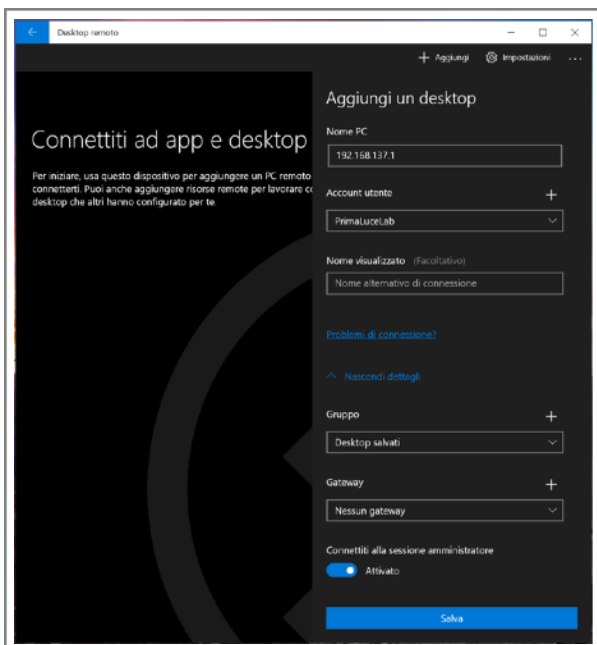 Desktop remoto
Aggiungi
Impostazioni
...
Connettiti ad app e desktop
Per iniziare, usa questo dispositivo per aggiungere un PC remoto
connetterti. Puoi anche aggiungere risorse remote per lavorare
desktop che altri hanno configurato per te.
Aggiungi un desktop
Nome PC
192.168.137.1
Account utente
PrimaLuceLab
Nome visualizzato (Facoltativo)
Nome alternativo di connessione
Problemi di connessione?
Nascondi dettagli
Gruppo
Desktop salvati
Gateway
Nessun gateway
Connettiti alla sessione amministratore
Attivato
Salva